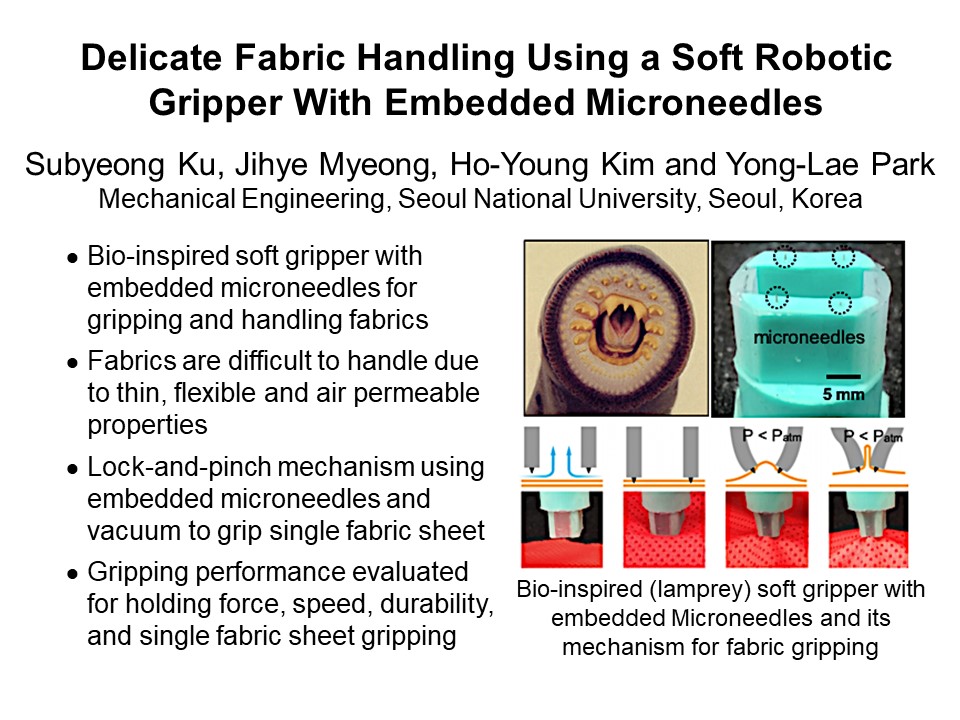 Delicate Fabric Handling Using a Soft Robotic
Gripper With Embedded Microneedles
Subyeong Ku, Jihye Myeong, Ho-Young Kim and Yong-Lae Park
Mechanical Engineering, Seoul National University, Seoul, Korea
• Bio-inspired soft gripper with
embedded microneedles for
gripping and handling fabrics
• Fabrics are difficult to handle due
to thin, flexible and air permeable
properties
• Lock-and-pinch mechanism using
embedded microneedles and
vacuum to grip single fabric sheet
• Gripping performance evaluated
for holding force, speed, durability,
and single fabric sheet gripping
microneedles
5 mm
P < Patm
P < Patm
Bio-inspired (lamprey) soft gripper with
embedded Microneedles and its
mechanism for fabric gripping